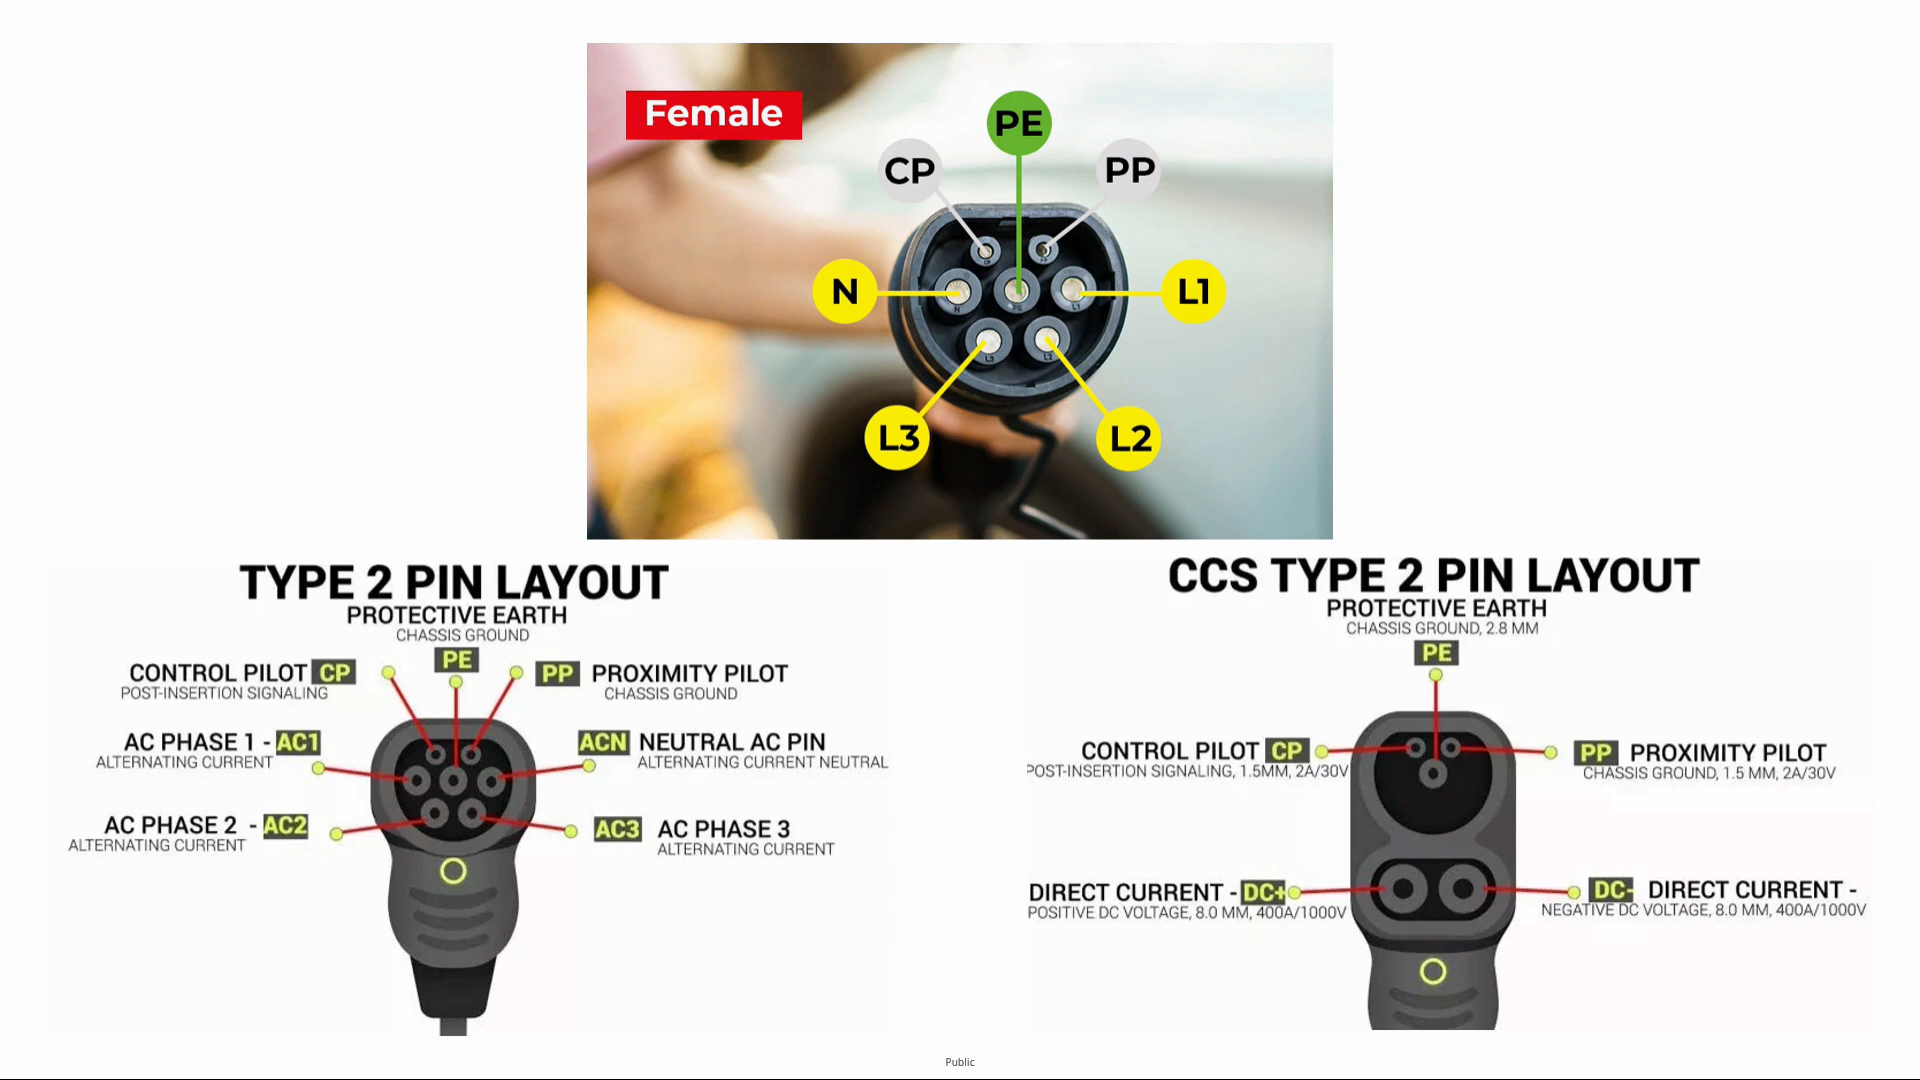 Female
PE
CP
PP
N
L1
L3
L2
TYPE 2 PIN LAYOUT
PROTECTIVE EARTH
CHASSIS GROUND
PE
CONTROL PILOT CP
POST-INSERTION SIGNALING
PP PROXIMITY PILOT
CHASSIS GROUND
AC PHASE 1 - AC1
ALTERNATING CURRENT
ACN NEUTRAL AC PIN
ALTERNATING CURRENT NEUTRAL
AC PHASE 2 - AC2
ALTERNATING CURRENT
AC3 AC PHASE 3
ALTERNATING CURRENT
CCS TYPE 2 PIN LAYOUT
PROTECTIVE EARTH
CHASSIS GROUND, 2.8 MM
PE
CONTROL PILOT CP
POST-INSERTION SIGNALING, 1.5MM, 2A/30V
PP PROXIMITY PILOT
CHASSIS GROUND, 1.5 MM, 2A/30V
DIRECT CURRENT - DC+
POSITIVE DC VOLTAGE, 8.0 MM, 400A/1000V
DC- DIRECT CURRENT -
NEGATIVE DC VOLTAGE, 8.0 MM, 400A/1000V
Public